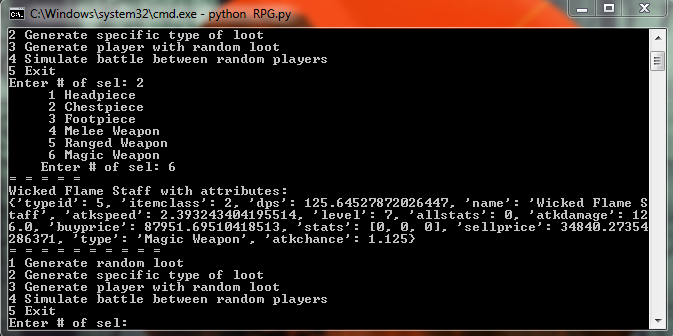 C:\Windows\system32\cmd.exe - python RPG.py
2 Generate specific type of loot
3 Generate player with random loot
4 Simulate battle between random players
5 Exit
Enter # of sel: 2
1 Headpiece
2 Chestpiece
3 Footpiece
4 Melee Weapon
5 Ranged Weapon
6 Magic Weapon
Enter # of sel: 6
= = = = =
Wicked Flame Staff with attributes:
{'typeid': 5, 'itemclass': 2, 'dps': 125.64527872026447, 'name': 'Wicked Flame S
taff', 'atkspeed': 2.393243404195514, 'level': 7, 'allstats': 0, 'atkdamage': 12
6.0, 'buyprice': 87951.69510418513, 'stats': [0, 0, 0], 'sellprice': 34840.27354
286371, 'type': 'Magic Weapon', 'atkchance': 1.125}
= = = = = = = = = =
1 Generate random loot
2 Generate specific type of loot
3 Generate player with random loot
4 Simulate battle between random players
5 Exit
Enter # of sel: